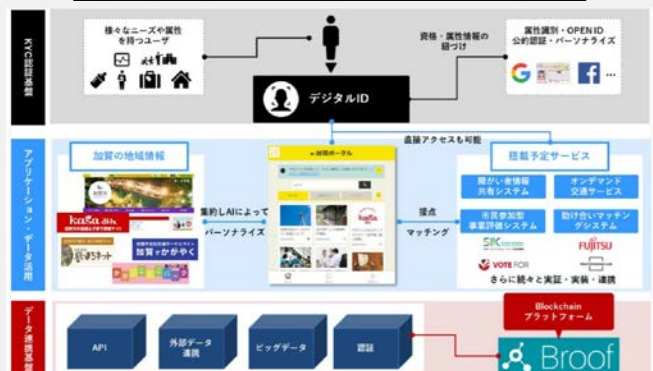 KYC認証基盤
様々なニーズや属性
を持つユーザ
資格・属性情報の
紐づけ
属性識別・OPEN ID
公的認証・パーソナライズ
G
f
...
デジタルID
直接アクセスも可能
アプリケーション・データ活用
加賀の地域情報
加賀ポータル
搭載予定サービス
障がい者情報
共有システム
オンデマンド
交通サービス
kaga
集約しAIによって
パーソナライズ
接点
マッチング
市民参加型
事業評価システム
助け合いマッチン
グシステム
加賀でかがやく
VOTE FOR
FUJITSU
さらに続々と実証・実装・連携
データ連携基盤
API
外部データ
連携
ビッグデータ
認証
Blockchain
プラットフォーム
Broof